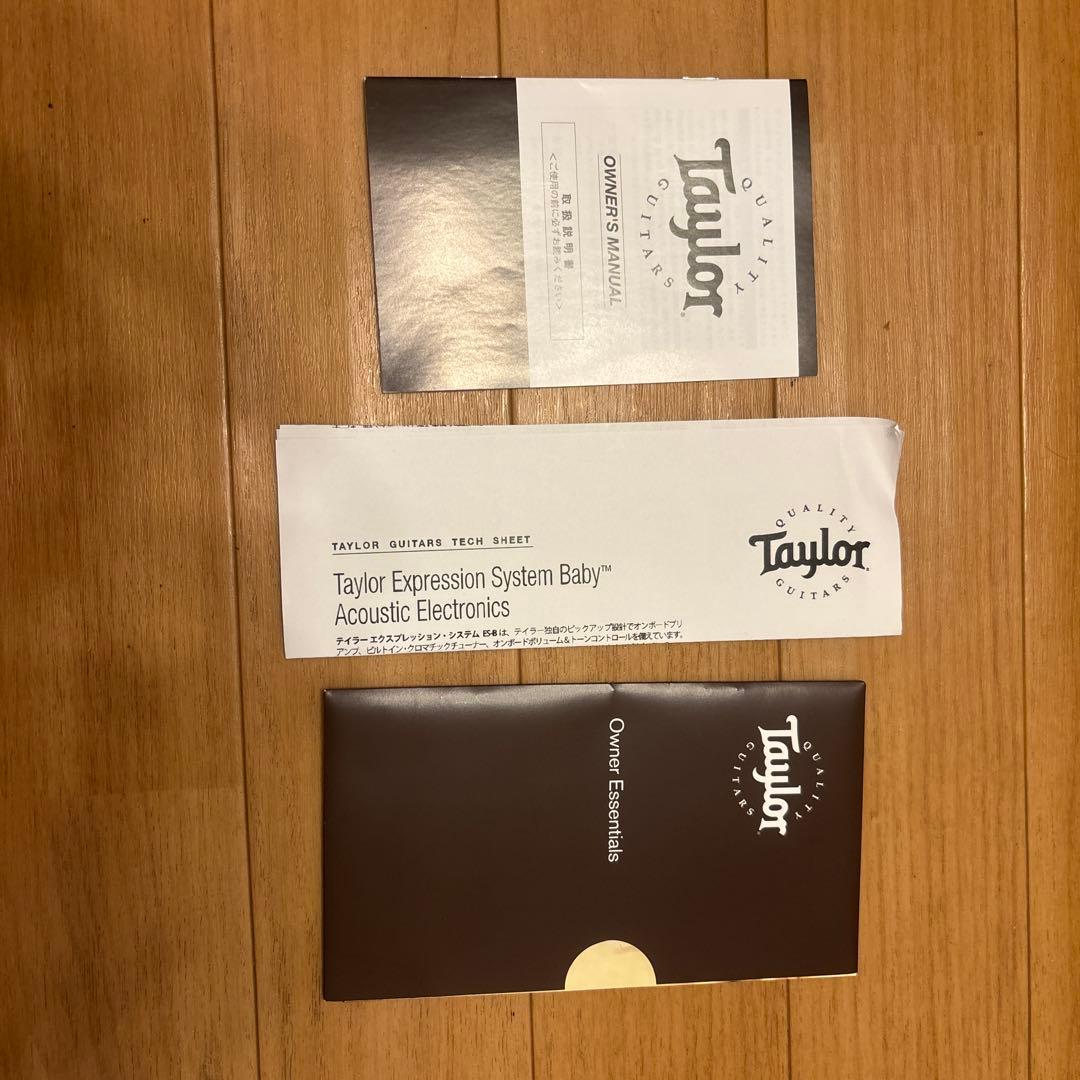 QUALITY
Taylor
GUITARS
OWNER'S MANUAL
取扱説明書
<ご使用の前に必ずお読みください>
QUALITY
Taylor
GUITARS
TAYLOR GUITARS TECH SHEET
Taylor Expression System Baby™
Acoustic Electronics
テイラー エクスプレッション・システム ES-B は、テイラー独自のピックアップ設計でオンボードプリ
アンプ、ビルトイン・クロマチックチューナー、オンボードボリューム＆トーンコントロールを備えています。
QUALITY
Taylor
GUITARS
Owner Essentials